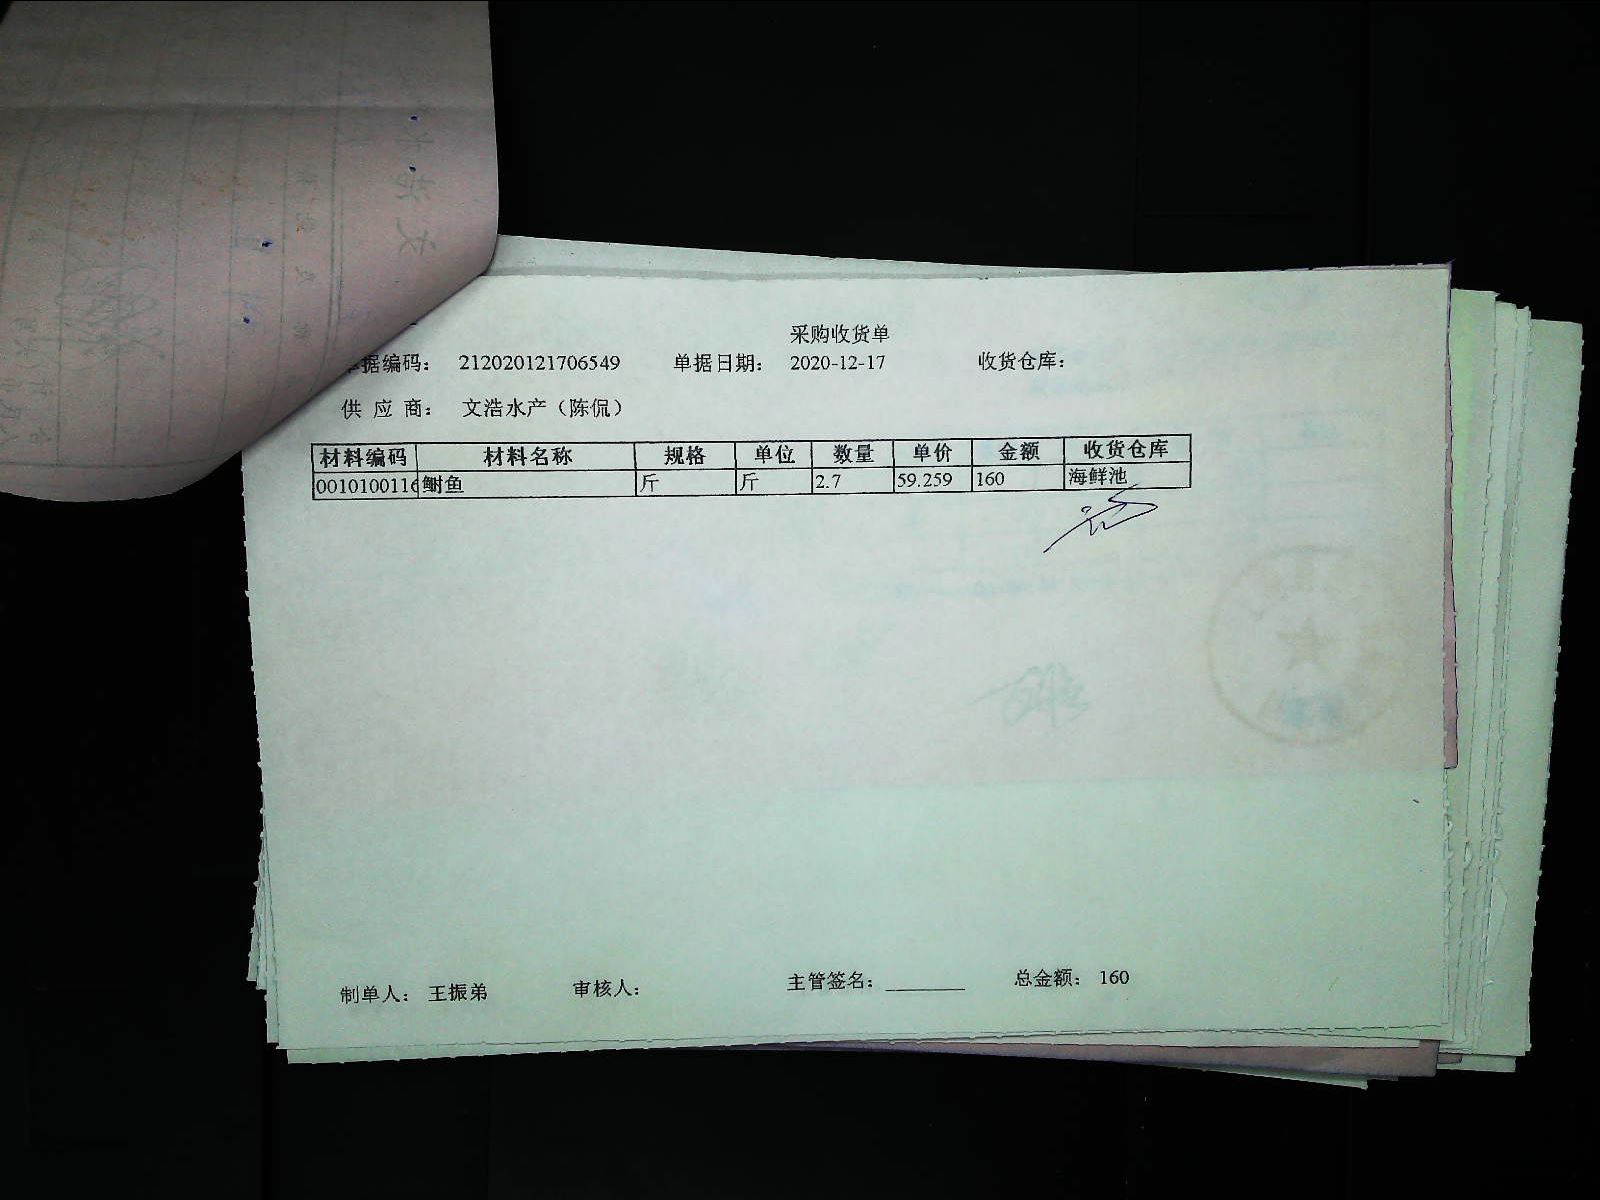 采购收货单
据编码： 212020121706549 单据日期： 2020-12-17 收货仓库：
供 应 商： 文浩水产（陈侃）
材料编码 材料名称 规格 单位 数量 单价 金额 收货仓库
0010100116 鲥鱼 斤 斤 2.7 59.259 160 海鲜池
制单人： 王振弟 审核人： 主管签名： 总金额： 160